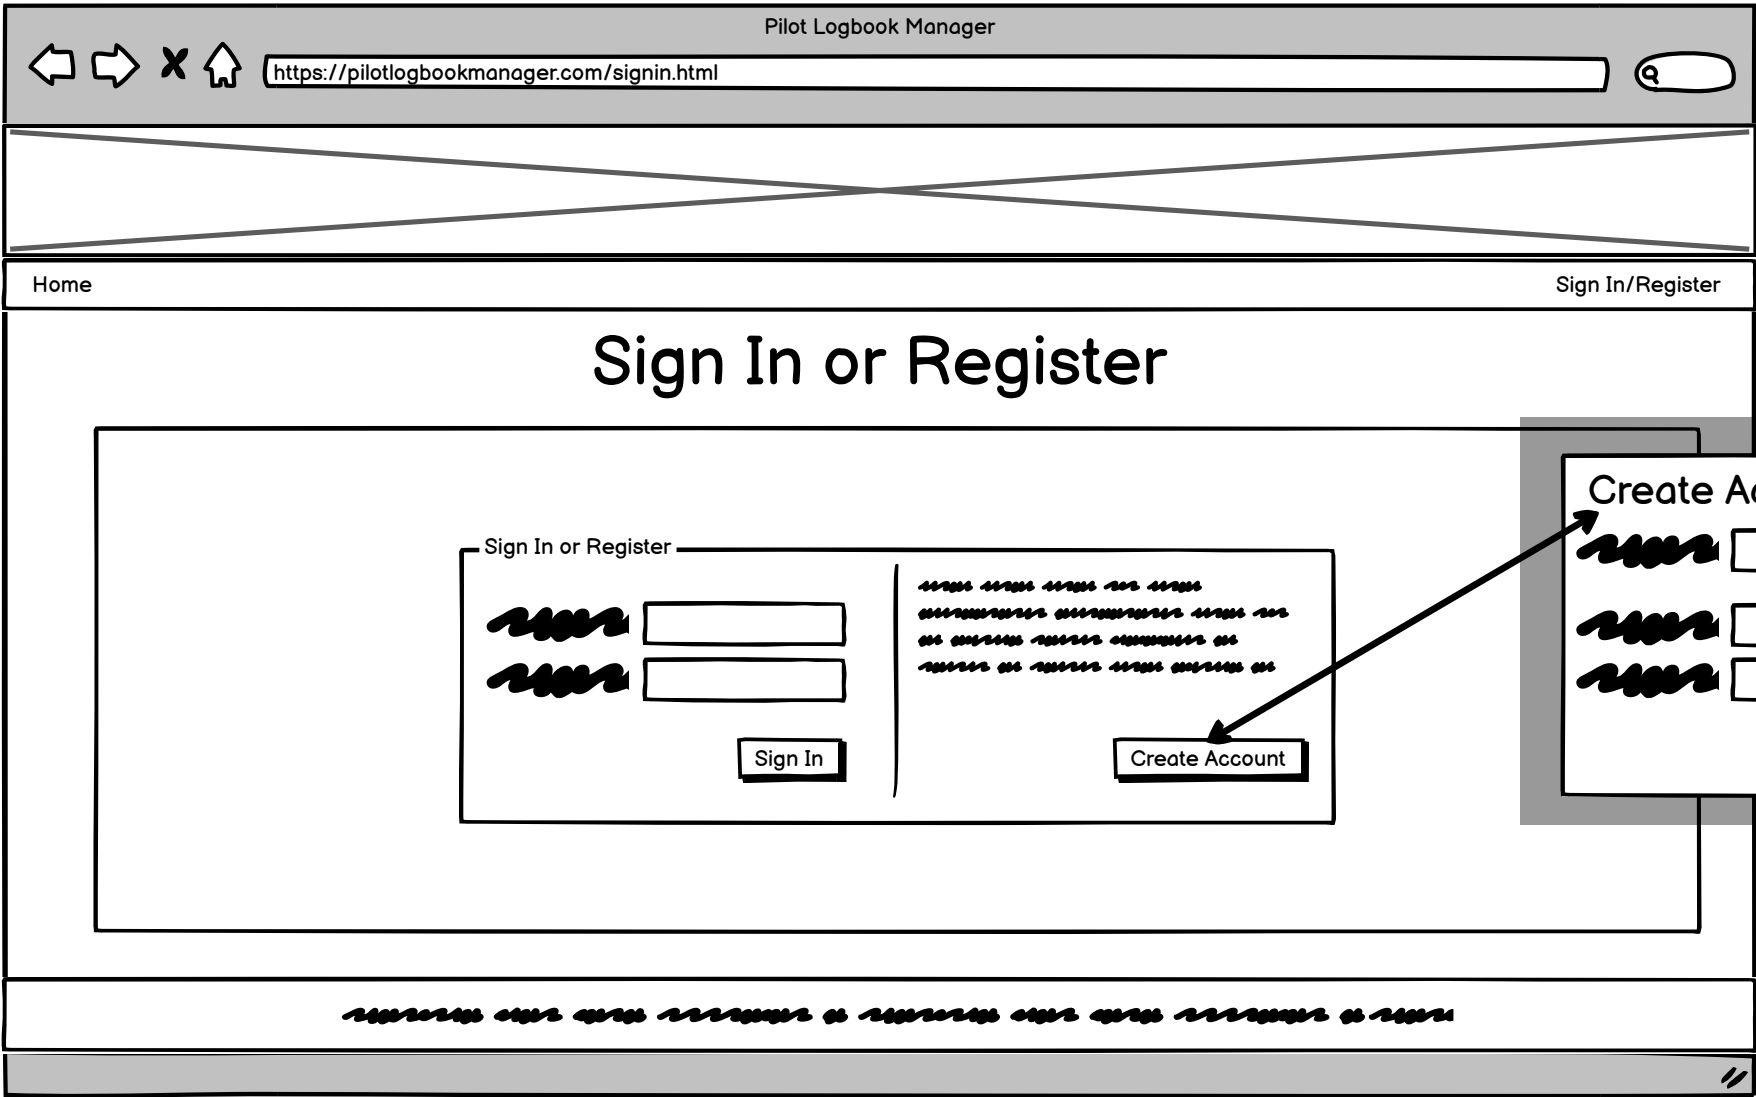 Pilot Logbook Manager
https://pilotlogbookmanager.com/signin.html
Home
Sign In/Register
Sign In or Register
Create Ac
Sign In or Register
Sign In
Create Account